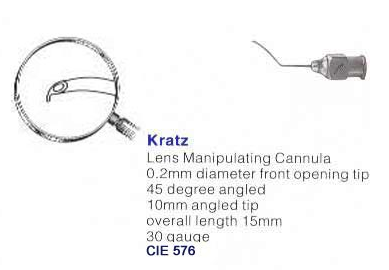 Kratz
Lens Manipulating Cannula
0.2mm diameter front opening tip
45 degree angled
10mm angled tip
overall length 15mm
30 gauge
CIE 576